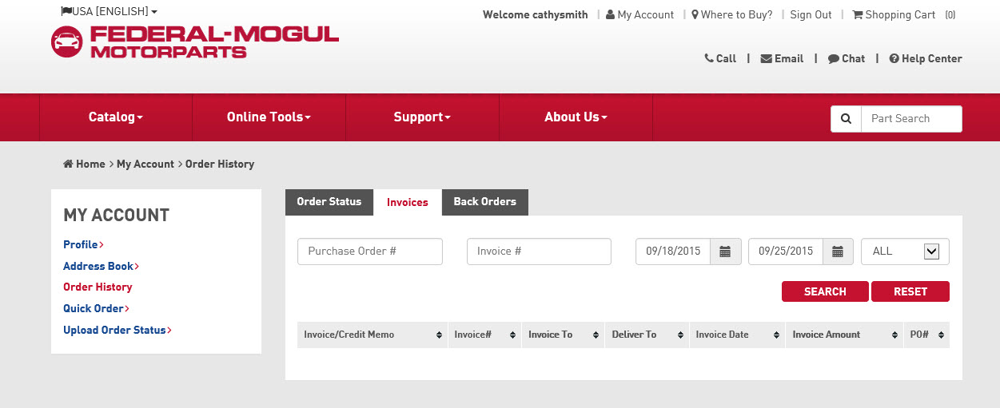 USA [ENGLISH]
Welcome cathysmith | My Account | Where to Buy? | Sign Out | Shopping Cart (0)
FEDERAL-MOGUL
MOTORPARTS
Call | Email | Chat | Help Center
Catalog Online Tools Support About Us Part Search
Home > My Account > Order History
MY ACCOUNT
Profile >
Address Book >
Order History
Quick Order >
Upload Order Status >
Order Status Invoices Back Orders
Purchase Order # Invoice # 09/18/2015 09/25/2015 ALL
SEARCH RESET
Invoice/Credit Memo Invoice# Invoice To Deliver To Invoice Date Invoice Amount PO#